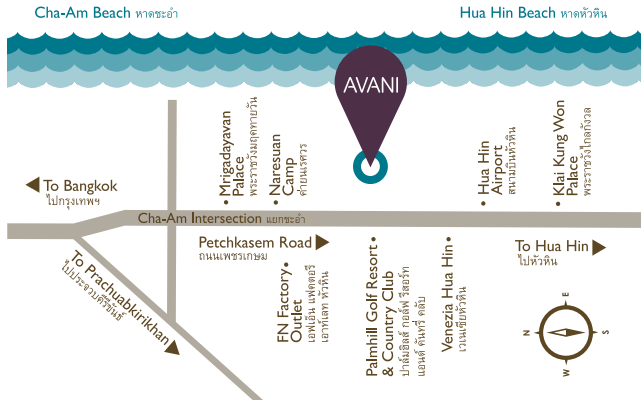 Cha-Am Beach หาดชะอำ
Hua Hin Beach หาดหัวหิน
AVANI
Mrigadayavan
Palace
พระราชวังมฤคทายวัน
Naresuan
Camp
ค่ายนเรศวร
Hua Hin
Airport
สนามบินหัวหิน
Klai Kung Won
Palace
พระราชวังไกลกังวล
To Bangkok
ไปกรุงเทพฯ
Cha-Am Intersection แยกชะอำ
Petchkasem Road
ถนนเพชรเกษม
To Hua Hin
ไปหัวหิน
To Prachuabkirikhan
ไปประจวบคีรีขันธ์
FN Factory
Outlet
เอฟเอ็น แฟคตอรี่
เอาท์เลท หัวหิน
Palmhill Golf Resort
& Country Club
ปาล์มฮิลล์ กอล์ฟ รีสอร์ท
แอนด์ คันทรี่ คลับ
Venezia Hua Hin
เวเนเซียหัวหิน
E
N
S
W